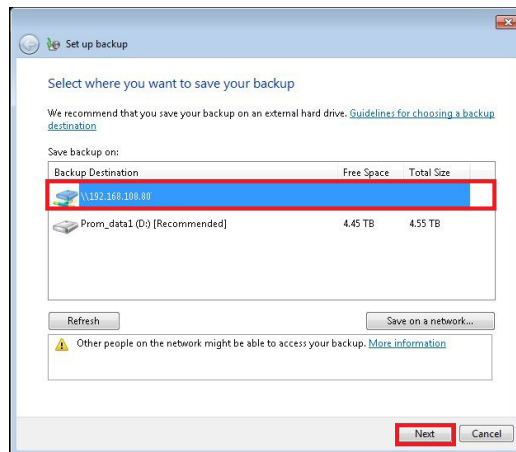 Set up backup
Select where you want to save your backup
We recommend that you save your backup on an external hard drive. Guidelines for choosing a backup
destination
Save backup on:
Backup Destination Free Space Total Size
\\192.168.108.80
Prom_data1 (D:) [Recommended] 4.45 TB 4.55 TB
Refresh Save on a network...
Other people on the network might be able to access your backup. More information
Next Cancel